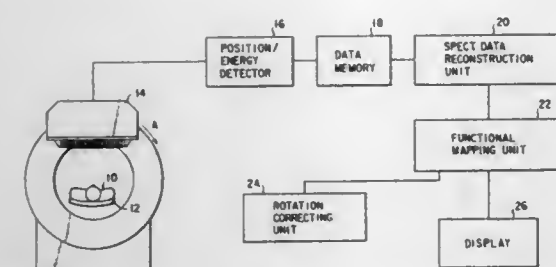 16
POSITION/
ENERGY
DETECTOR
18
DATA
MEMORY
20
SPECT DATA
RECONSTRUCTION
UNIT
14
A
10
12
22
FUNCTIONAL
MAPPING UNIT
24
ROTATION
CORRECTING
UNIT
26
DISPLAY